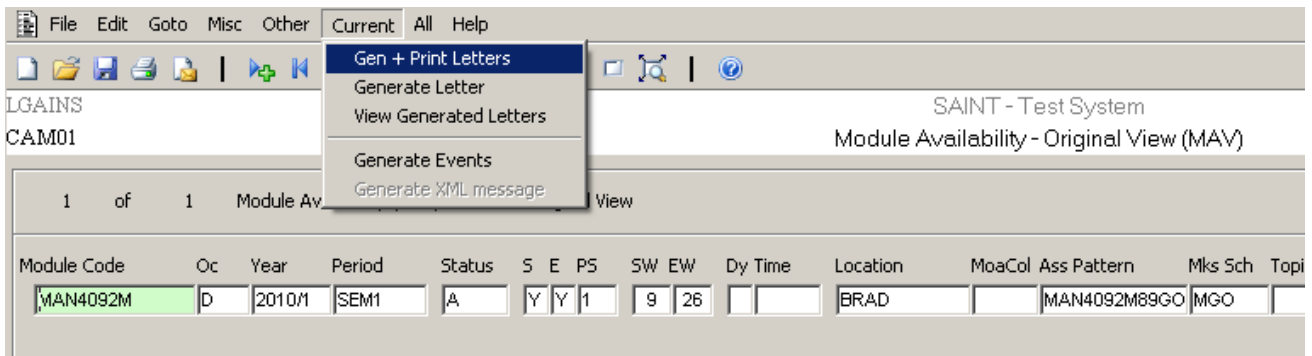 File Edit Goto Misc Other Current All Help
Gen + Print Letters
Generate Letter
View Generated Letters
Generate Events
Generate XML message
LGAINS
SAINT - Test System
CAM01
Module Availability - Original View (MAV)
1 of 1 Module Av View
Module Code Oc Year Period Status S E PS SW EW Dy Time Location MoaCol Ass Pattern Mks Sch Topi
MAN4092M D 2010/1 SEM1 A Y Y 1 9 26 BRAD MAN4092M89GO MGO